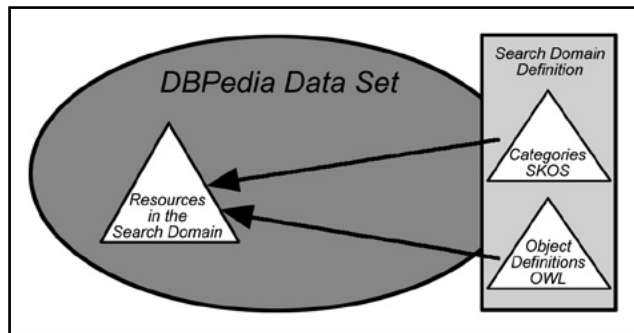 DBPedia Data Set
Search Domain
Definition
Categories
SKOS
Resources
in the
Search Domain
Object
Definitions
OWL